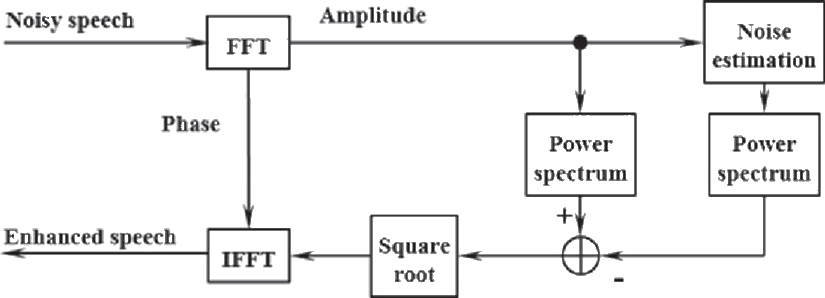 Noisy speech
Amplitude
FFT
Noise
estimation
Phase
Power
spectrum
Power
spectrum
+
Enhanced speech
IFFT
Square
root
-